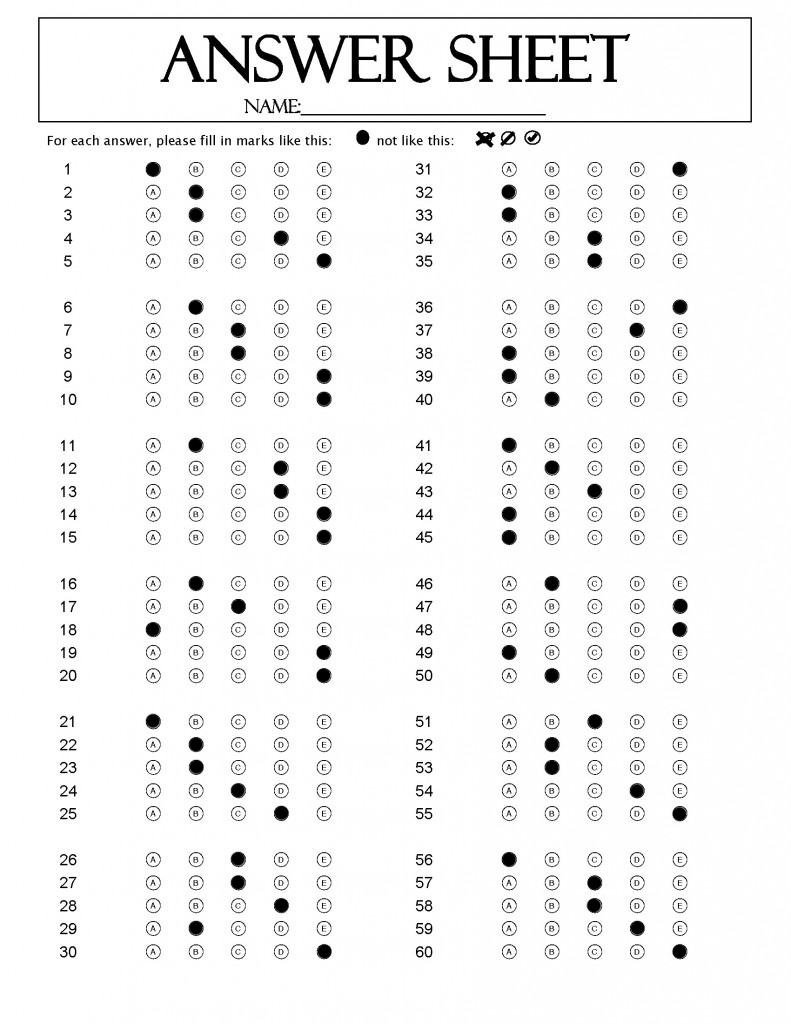 ANSWER SHEET
NAME:
For each answer, please fill in marks like this: not like this:
1 B C D E 31 A B C D
2 A C D E 32 B C D E
3 A C D E 33 B C D E
4 A B C E 34 A B D E
5 A B C D 35 A B D E
6 A C D E 36 A B C D
7 A B D E 37 A B C E
8 A B D E 38 B C D E
9 A B C D 39 B C D E
10 A B C D 40 A C D E
11 A C D E 41 B C D E
12 A B C E 42 A C D E
13 A B C E 43 A B D E
14 A B C D 44 B C D E
15 A B C D 45 B C D E
16 A C D E 46 A C D E
17 A B D E 47 A B C D
18 B C D E 48 A B C D
19 A B C D 49 B C D E
20 A B C D 50 A C D E
21 B C D E 51 A B D E
22 A C D E 52 A C D E
23 A C D E 53 A C D E
24 A B D E 54 A B C E
25 A B C E 55 A B C D
26 A B D E 56 B C D E
27 A B D E 57 A B D E
28 A B C E 58 A B D E
29 A C D E 59 A B C E
30 A B C D 60 A B C D